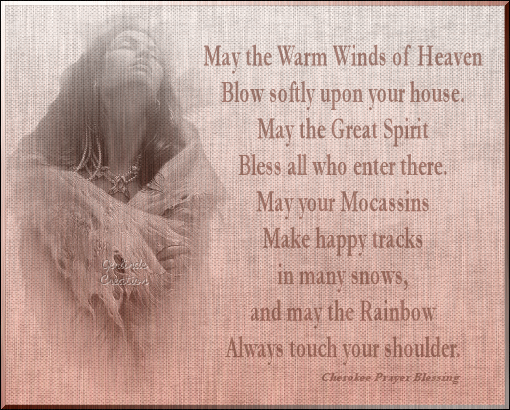 May the Warm Winds of Heaven
Blow softly upon your house.
May the Great Spirit
Bless all who enter there.
May your Mocassins
Make happy tracks
in many snows,
and may the Rainbow
Always touch your shoulder.
Cherokee Prayer Blessing
Creation